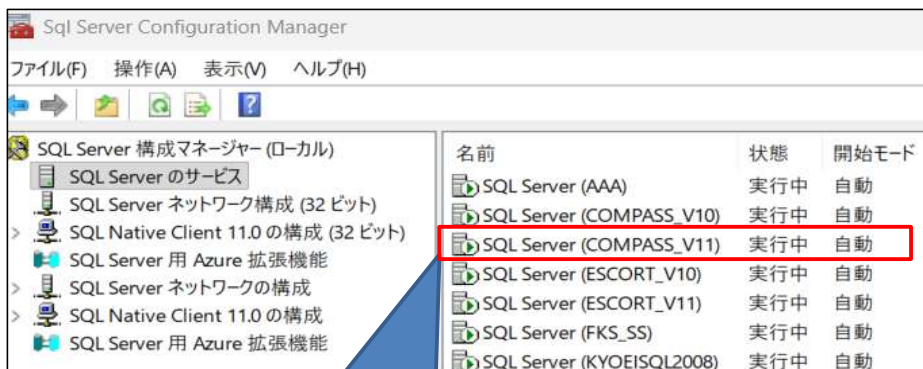 Sql Server Configuration Manager
ファイル(F) 操作(A) 表示(V) ヘルプ(H)
SQL Server 構成マネージャー (ローカル)
SQL Server のサービス
SQL Server ネットワーク構成 (32 ビット)
SQL Native Client 11.0 の構成 (32 ビット)
SQL Server 用 Azure 拡張機能
SQL Server ネットワークの構成
SQL Native Client 11.0 の構成
SQL Server 用 Azure 拡張機能
名前 状態 開始モード
SQL Server (AAA) 実行中 自動
SQL Server (COMPASS_V10) 実行中 自動
SQL Server (COMPASS_V11) 実行中 自動
SQL Server (ESCORT_V10) 実行中 自動
SQL Server (ESCORT_V11) 実行中 自動
SQL Server (FKS_SS) 実行中 自動
SQL Server (KYOEISQL2008) 実行中 自動